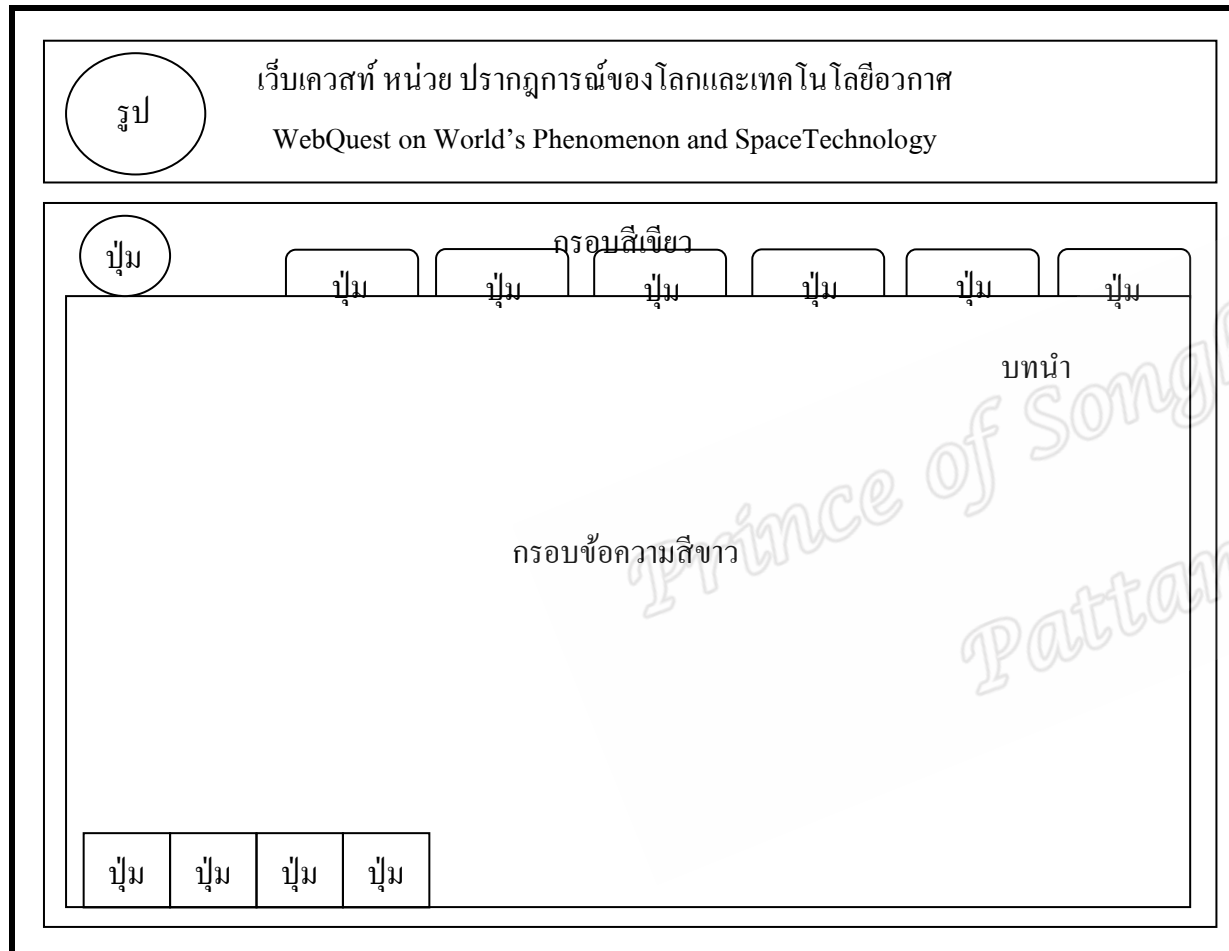 รูป
เว็บเควสท์ หน่วย ปรากฎการณ์ของโลกและเทคโนโลยีอวกาศ
WebQuest on World’s Phenomenon and SpaceTechnology
ปุ่ม
กรอบสีเขียว
ปุ่ม ปุ่ม ปุ่ม ปุ่ม ปุ่ม ปุ่ม
บทนำ
กรอบข้อความสีขาว
Prince of Song
Pattan
ปุ่ม ปุ่ม ปุ่ม ปุ่ม